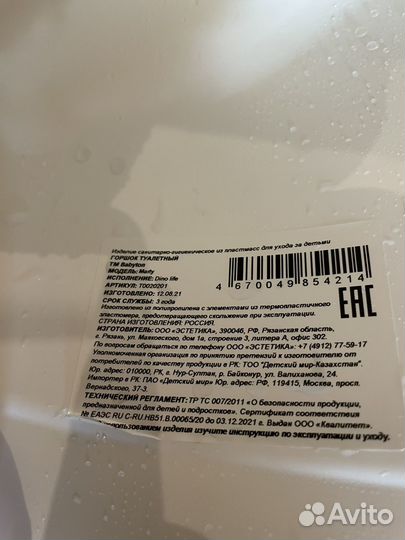 Изделие санитарно-гигиеническое из пластмасс для ухода за детьми
ГОРШОК ТУАЛЕТНЫЙ
ТМ Babyton
МОДЕЛЬ: Marty
ИСПОЛНЕНИЕ: Dino life
АРТИКУЛ: TD020201
ИЗГОТОВЛЕНО: 12.08.21
СРОК СЛУЖБЫ: 3 года
4 670049 854214
EAC
Изготовлено из полипропилена с элементами из термопластичного
эластомера, предотвращающего скольжение при эксплуатации.
СТРАНА ИЗГОТОВЛЕНИЯ: РОССИЯ.
ИЗГОТОВИТЕЛЬ: ООО "ЭСТЕТИКА", 390046, РФ, Рязанская область,
г. Рязань, ул. Маяковского, дом 1а, строение 3, литера А, офис 302.
По вопросам обращаться по телефону ООО «ЭСТЕТИКА»: +7 (4912) 77-59-17
Уполномоченная организация по принятию претензий к изготовителю от
потребителей по качеству продукции в РК: ТОО "Детский мир-Казахстан".
Юр. адрес: 010000, РК, г. Нур-Султан, р. Байконур, ул. Валиханова, 24.
Импортер в РК: ПАО «Детский мир» Юр. адрес: РФ, 119415, Москва, просп.
Вернадского, 37-3.
ТЕХНИЧЕСКИЙ РЕГЛАМЕНТ: ТР ТС 007/2011 «О безопасности продукции,
предназначенной для детей и подростков». Сертификат соответствия
№ ЕАЭС RU C-RU.HB51.B.00065/20 до 03.12.2021 г. Выдан ООО «Квалитет».
использованием изделия изучите инструкцию по эксплуатации и уходу.
Avito